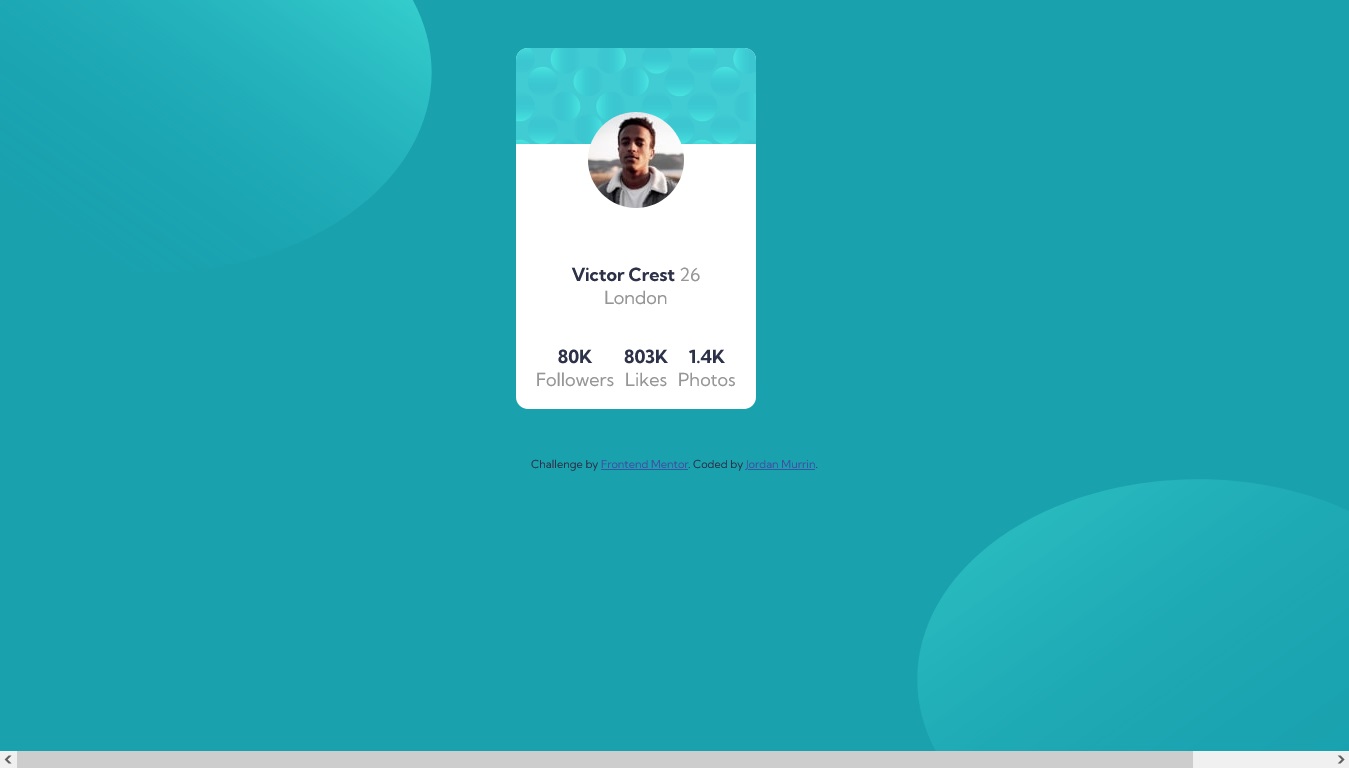 Victor Crest 26
London
80K 803K 1.4K
Followers Likes Photos
Challenge by Frontend Mentor. Coded by Jordan Murrin.